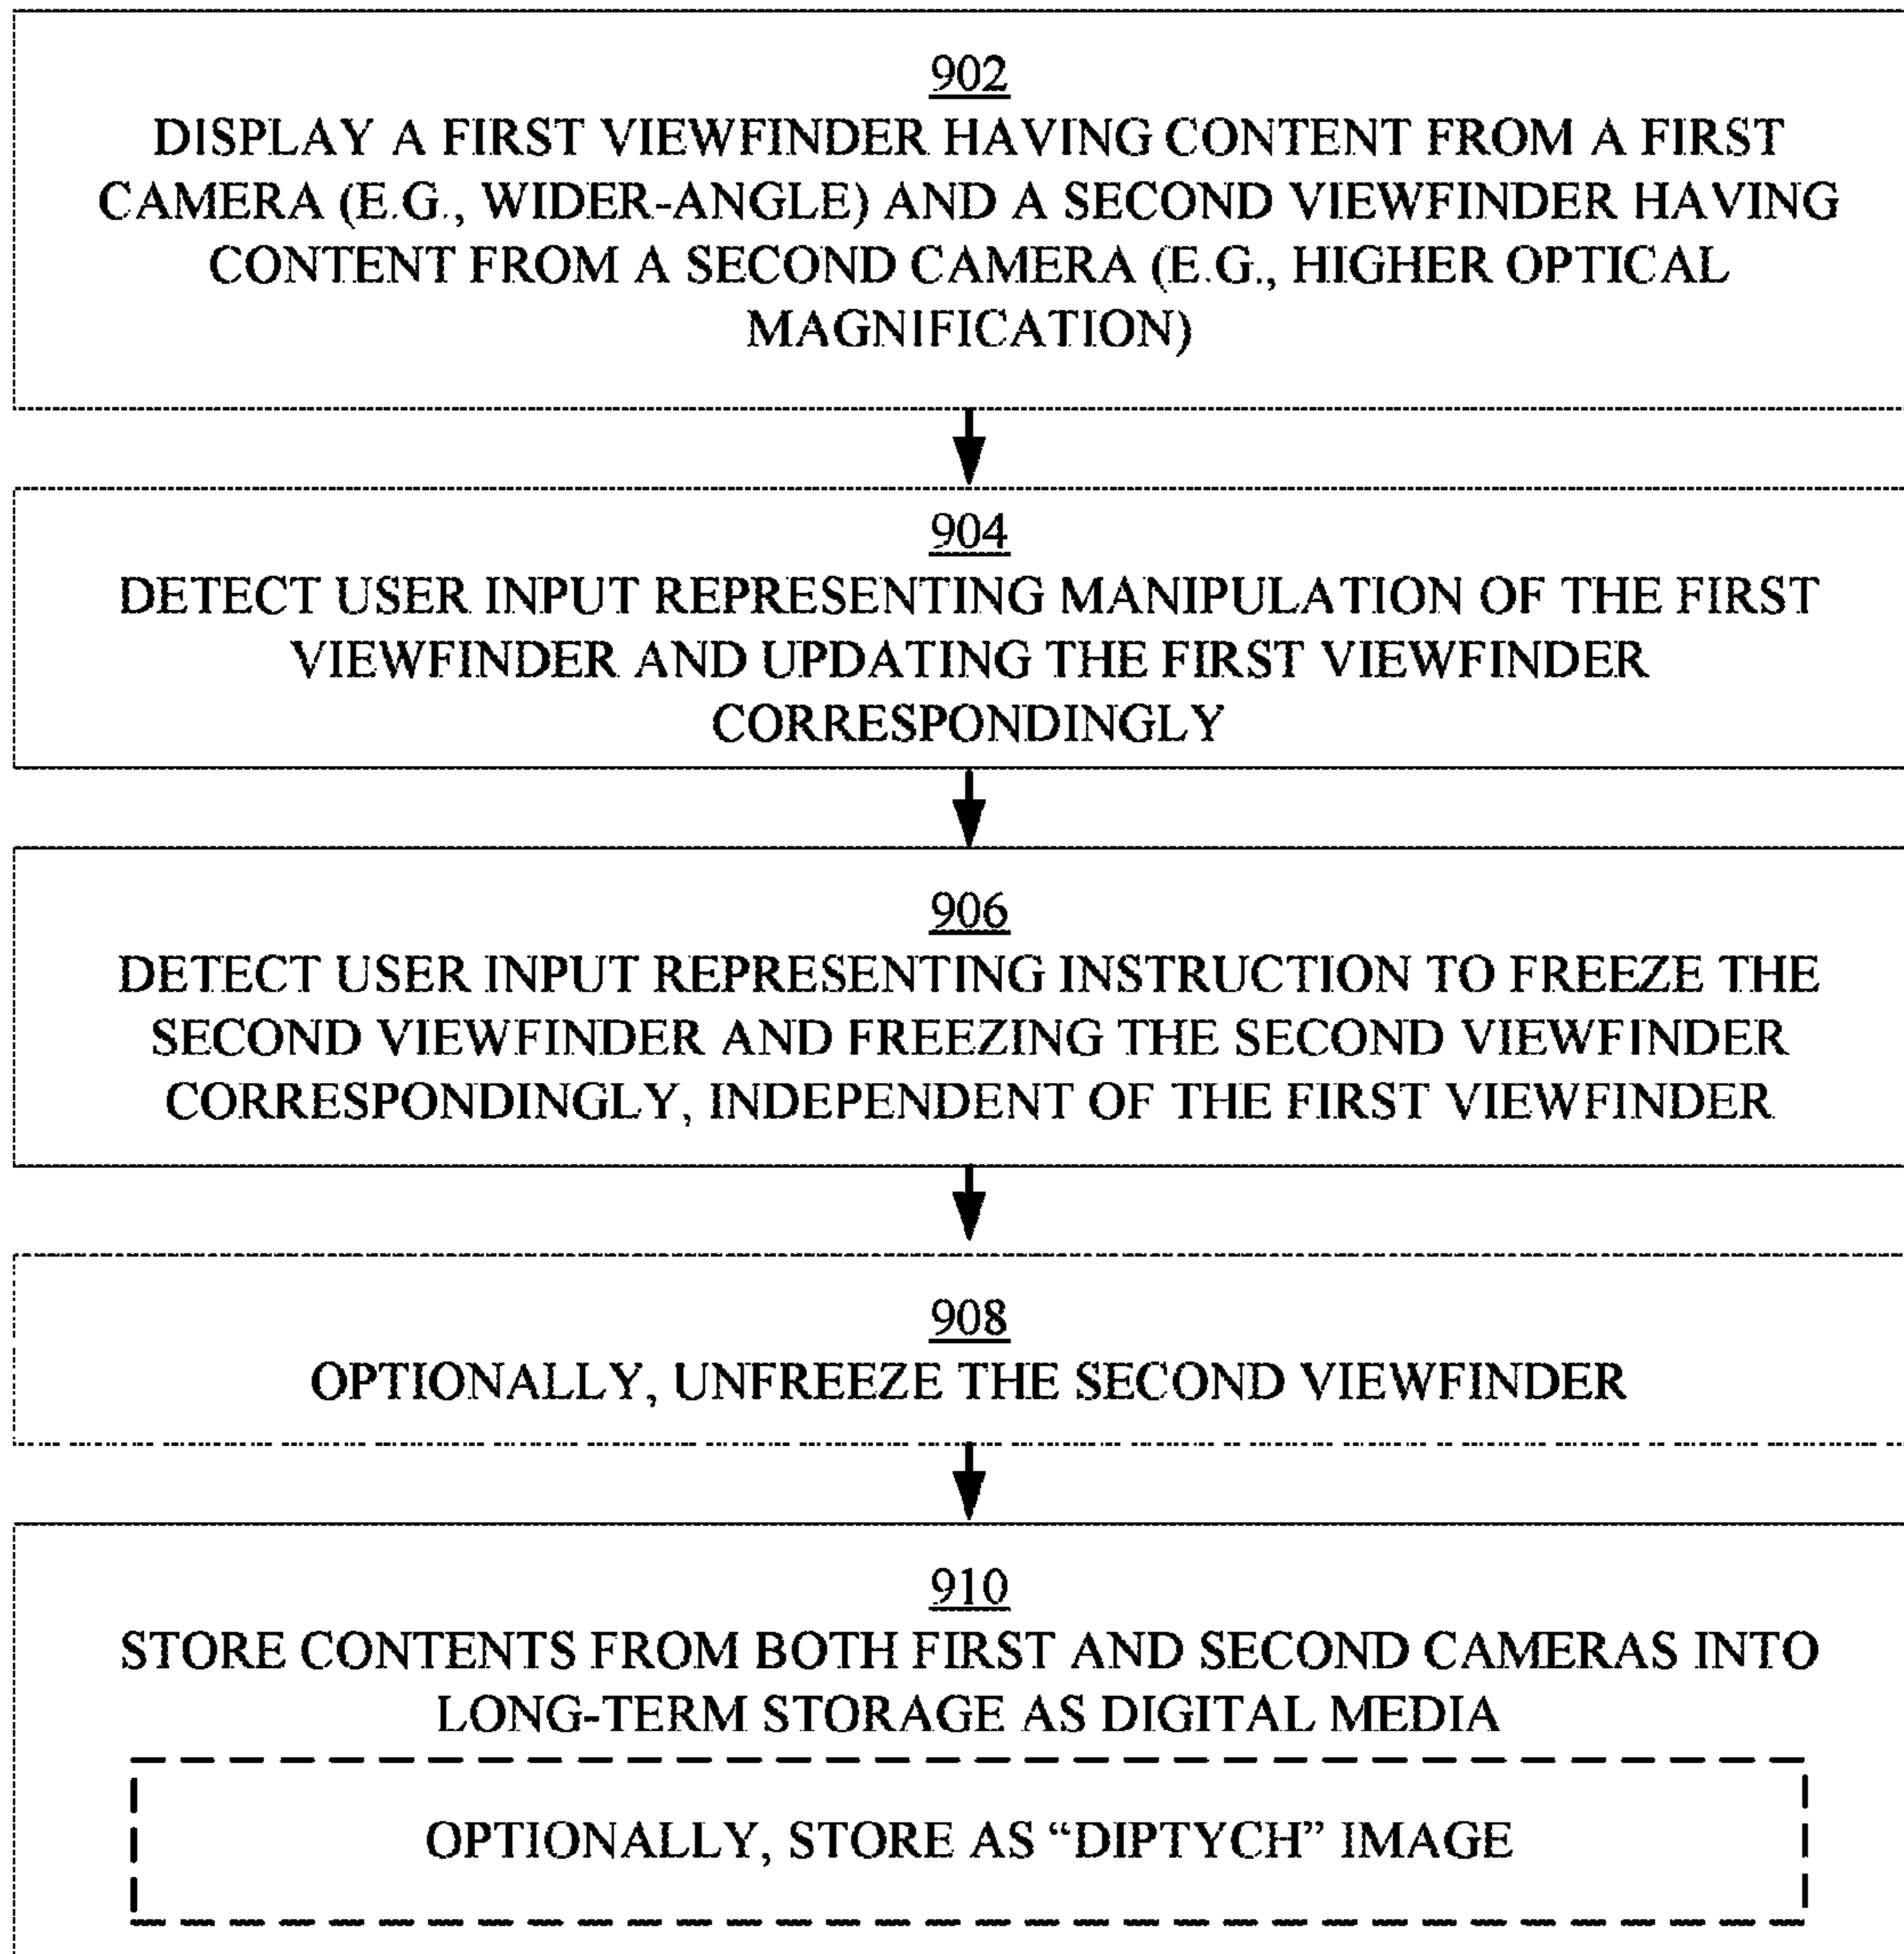 902
DISPLAY A FIRST VIEWFINDER HAVING CONTENT FROM A FIRST
CAMERA (E.G., WIDER-ANGLE) AND A SECOND VIEWFINDER HAVING
CONTENT FROM A SECOND CAMERA (E.G., HIGHER OPTICAL
MAGNIFICATION)
904
DETECT USER INPUT REPRESENTING MANIPULATION OF THE FIRST
VIEWFINDER AND UPDATING THE FIRST VIEWFINDER
CORRESPONDINGLY
906
DETECT USER INPUT REPRESENTING INSTRUCTION TO FREEZE THE
SECOND VIEWFINDER AND FREEZING THE SECOND VIEWFINDER
CORRESPONDINGLY, INDEPENDENT OF THE FIRST VIEWFINDER
908
OPTIONALLY, UNFREEZE THE SECOND VIEWFINDER
910
STORE CONTENTS FROM BOTH FIRST AND SECOND CAMERAS INTO
LONG-TERM STORAGE AS DIGITAL MEDIA
OPTIONALLY, STORE AS “DIPTYCH” IMAGE